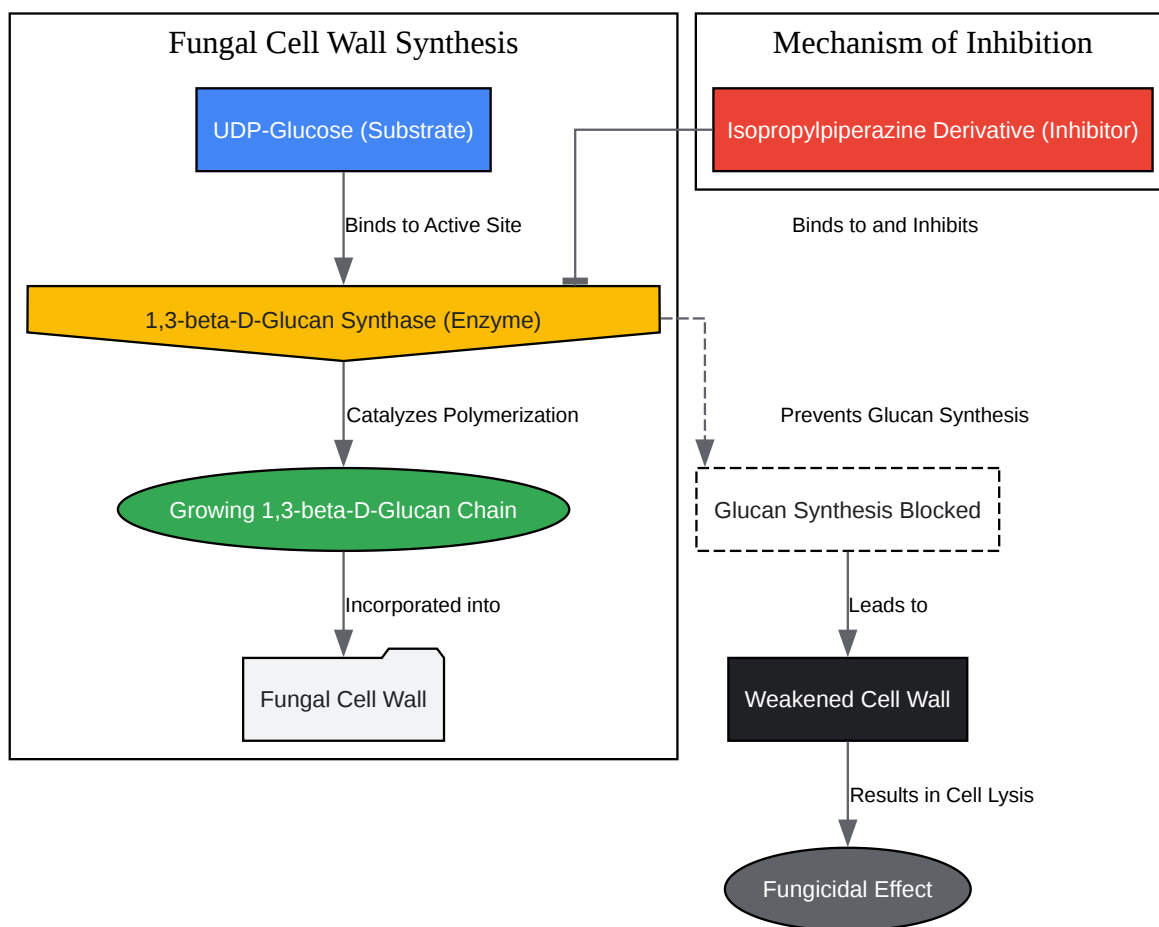 Fungal Cell Wall Synthesis
Mechanism of Inhibition
UDP-Glucose (Substrate)
Isopropylpiperazine Derivative (Inhibitor)
Binds to Active Site
Binds to and Inhibits
1,3-beta-D-Glucan Synthase (Enzyme)
Catalyzes Polymerization
Prevents Glucan Synthesis
Growing 1,3-beta-D-Glucan Chain
Glucan Synthesis Blocked
Incorporated into
Leads to
Fungal Cell Wall
Weakened Cell Wall
Results in Cell Lysis
Fungicidal Effect